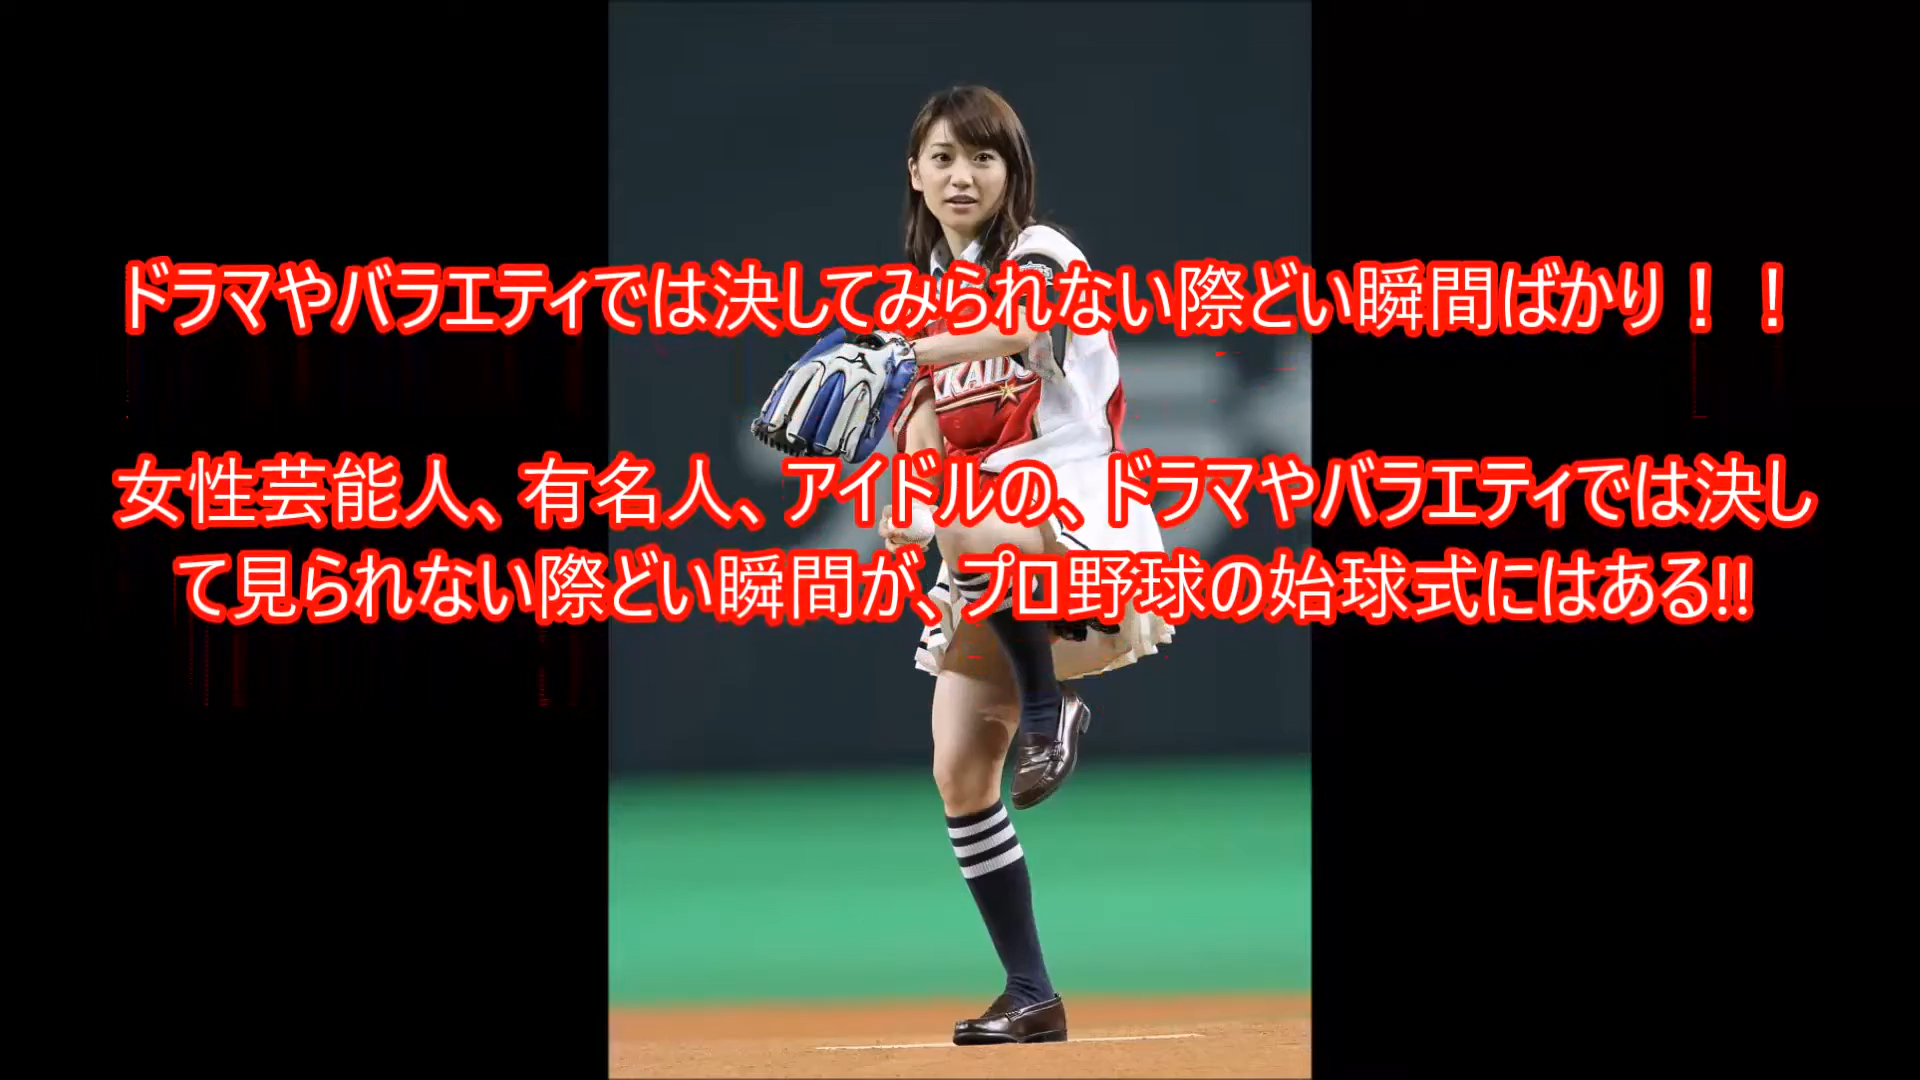 ドラマやバラエティでは決してみられない際どい瞬間ばかり！！
女性芸能人、有名人、アイドルの、ドラマやバラエティでは決し
て見られない際どい瞬間が、プロ野球の始球式にはある!!
KKAIDO